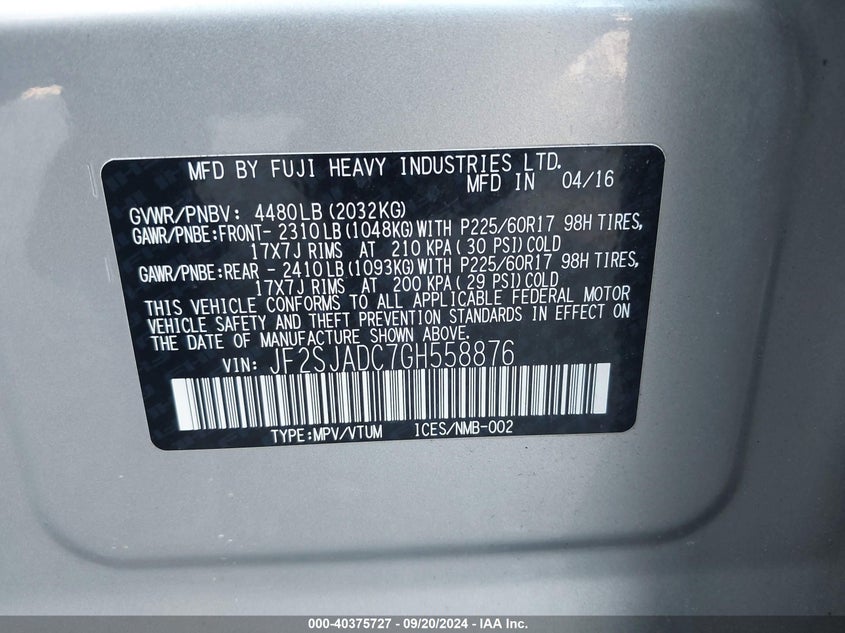 MFD BY FUJI HEAVY INDUSTRIES LTD.
MFD IN 04/16
GVWR/PNBV: 4480LB(2032KG)
GAWR/PNBE:FRONT- 2310LB(1048KG)WITH P225/60R17 98H TIRES,
17X7J RIMS AT 210 KPA(30 PSI)COLD
GAWR/PNBE:REAR - 2410LB(1093KG)WITH P225/60R17 98H TIRES,
17X7J RIMS AT 200 KPA(29 PSI)COLD
THIS VEHICLE CONFORMS TO ALL APPLICABLE FEDERAL MOTOR
VEHICLE SAFETY AND THEFT PREVENTION STANDARDS IN EFFECT ON
THE DATE OF MANUFACTURE SHOWN ABOVE.
VIN: JF2SJADC7GH558876
TYPE:MPV/VTUM ICES/NMB-002
000-40375727 - 09/20/2024 - IAAI.COM